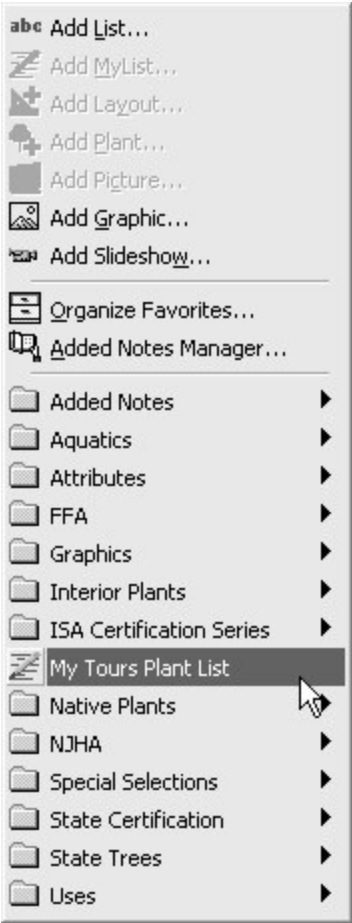 abc Add List...
Add MyList...
Add Layout...
Add Plant...
Add Picture...
Add Graphic...
Add Slideshow...
Organize Favorites...
Added Notes Manager...
Added Notes
Aquatics
Attributes
FFA
Graphics
Interior Plants
ISA Certification Series
My Tours Plant List
Native Plants
NJHA
Special Selections
State Certification
State Trees
Uses